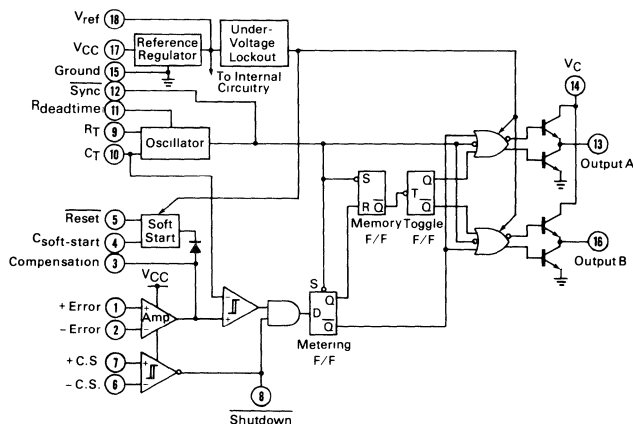 Vref 18
VCC 17
Ground 15
Sync 12
Rdeadtime 11
RT 9
CT 10
Reference
Regulator
Under-
Voltage
Lockout
To Internal
Circuitry
Oscillator
Reset 5
Csoft-start 4
Compensation 3
Soft
Start
VCC
+ Error 1
- Error 2
+ C.S 7
- C.S. 6
+
-
Amp
+
-
-
+
8
Shutdown
S
D
Q
Q
Metering
F/F
S
R
Q
Memory
F/F
T
Q
Q
Toggle
F/F
VC
14
13
Output A
16
Output B